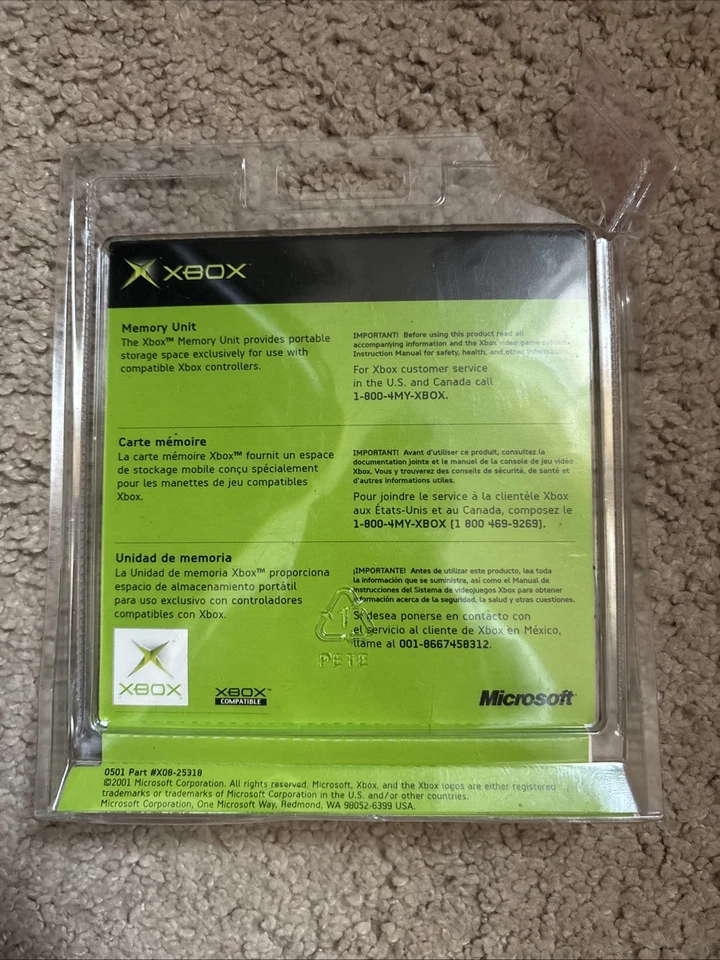 XBOX™
Memory Unit
The Xbox™ Memory Unit provides portable
storage space exclusively for use with
compatible Xbox controllers.
IMPORTANT! Before using this product read all
accompanying information and the Xbox video game system
Instruction Manual for safety, health, and other information.
For Xbox customer service
in the U.S. and Canada call
1-800-4MY-XBOX.
Carte mémoire
La carte mémoire Xbox™ fournit un espace
de stockage mobile conçu spécialement
pour les manettes de jeu compatibles
Xbox.
IMPORTANT! Avant d'utiliser ce produit, consultez la
documentation jointe et le manuel de la console de jeu vidéo
Xbox. Vous y trouverez des conseils de sécurité, de santé et
d'autres informations utiles.
Pour joindre le service à la clientèle Xbox
aux États-Unis et au Canada, composez le
1-800-4MY-XBOX (1 800 469-9269).
Unidad de memoria
La Unidad de memoria Xbox™ proporciona
espacio de almacenamiento portátil
para uso exclusivo con controladores
compatibles con Xbox.
¡IMPORTANTE! Antes de utilizar este producto, lea toda
la información que se suministra, así como el Manual de
instrucciones del Sistema de videojuegos Xbox para obtener
información acerca de la seguridad, la salud y otras cuestiones.
Si desea ponerse en contacto con
el servicio al cliente de Xbox en México,
llame al 001-8667458312.
1
PETE
XBOX™
XBOX™
COMPATIBLE
Microsoft®
0501 Part #X08-25318
©2001 Microsoft Corporation. All rights reserved. Microsoft, Xbox, and the Xbox logos are either registered
trademarks or trademarks of Microsoft Corporation in the U.S. and/or other countries.
Microsoft Corporation, One Microsoft Way, Redmond, WA 98052-6399 USA.